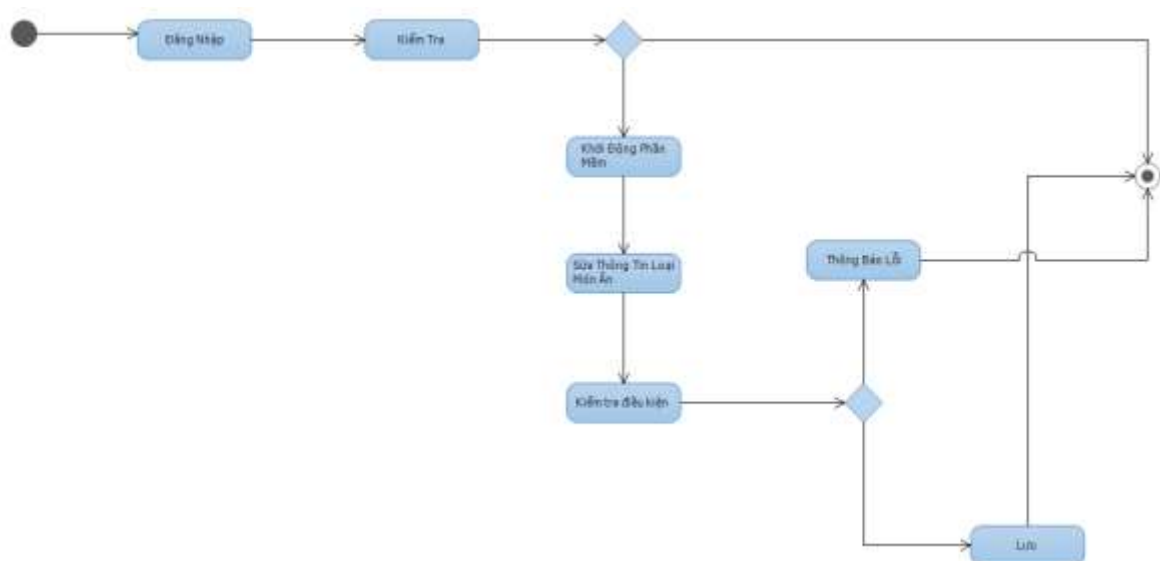 Đăng Nhập
Kiểm Tra
Khởi Động Phần
Mềm
Sửa Thông Tin Loại
Món Ăn
Thông Báo Lỗi
Kiểm tra điều kiện
Lưu